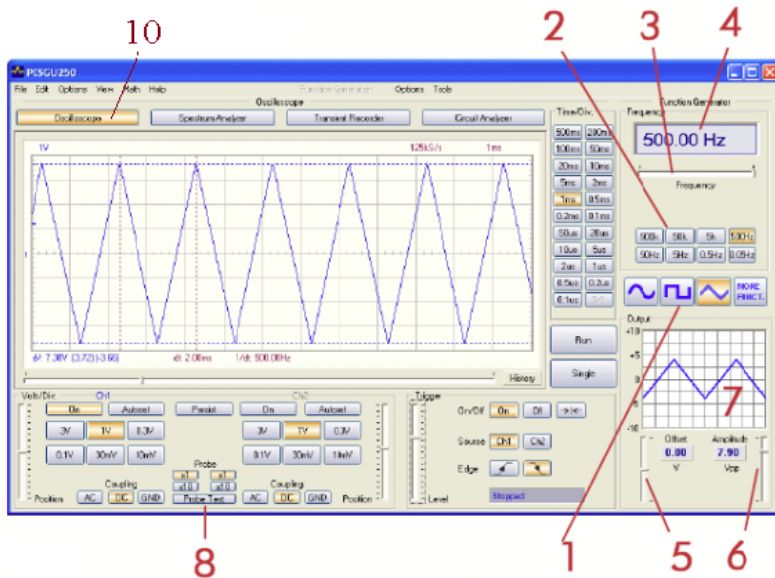 10
2 3 4
PCSGU250
File Edit Options View Math Help Function Generator Options Tools
Oscilloscope
Oscilloscope Spectrum Analyzer Transient Recorder Circuit Analyzer
1V 125kS/s 1ms
dV: 7.38V (3.72)(-3.66) dt: 2.00ms 1/dt: 500.00Hz
History
Time/Div.
500ms 200ms
100ms 50ms
20ms 10ms
5ms 2ms
1ms 0.5ms
0.2ms 0.1ms
50us 20us
10us 5us
2us 1us
0.5us 0.2us
0.1us
Run
Single
Function Generator
Frequency
500.00 Hz
Frequency
500k 50k 5k 500Hz
50Hz 5Hz 0.5Hz 0.05Hz
MORE
FUNCT.
Output
+10
+5
0
-5
-10
7
Offset Amplitude
0.00 7.90
V Vpp
Volts/Div. Ch1 Ch2
On Autoset Persist On Autoset
3V 1V 0.3V 3V 1V 0.3V
0.1V 30mV 10mV 0.1V 30mV 10mV
Probe
x1 x1
x10 x10
Coupling Coupling
Position AC DC GND Probe Test AC DC GND Position
Trigger
On/Off On Off
Source Ch1 Ch2
Edge
Level Stopped
8 1 5 6